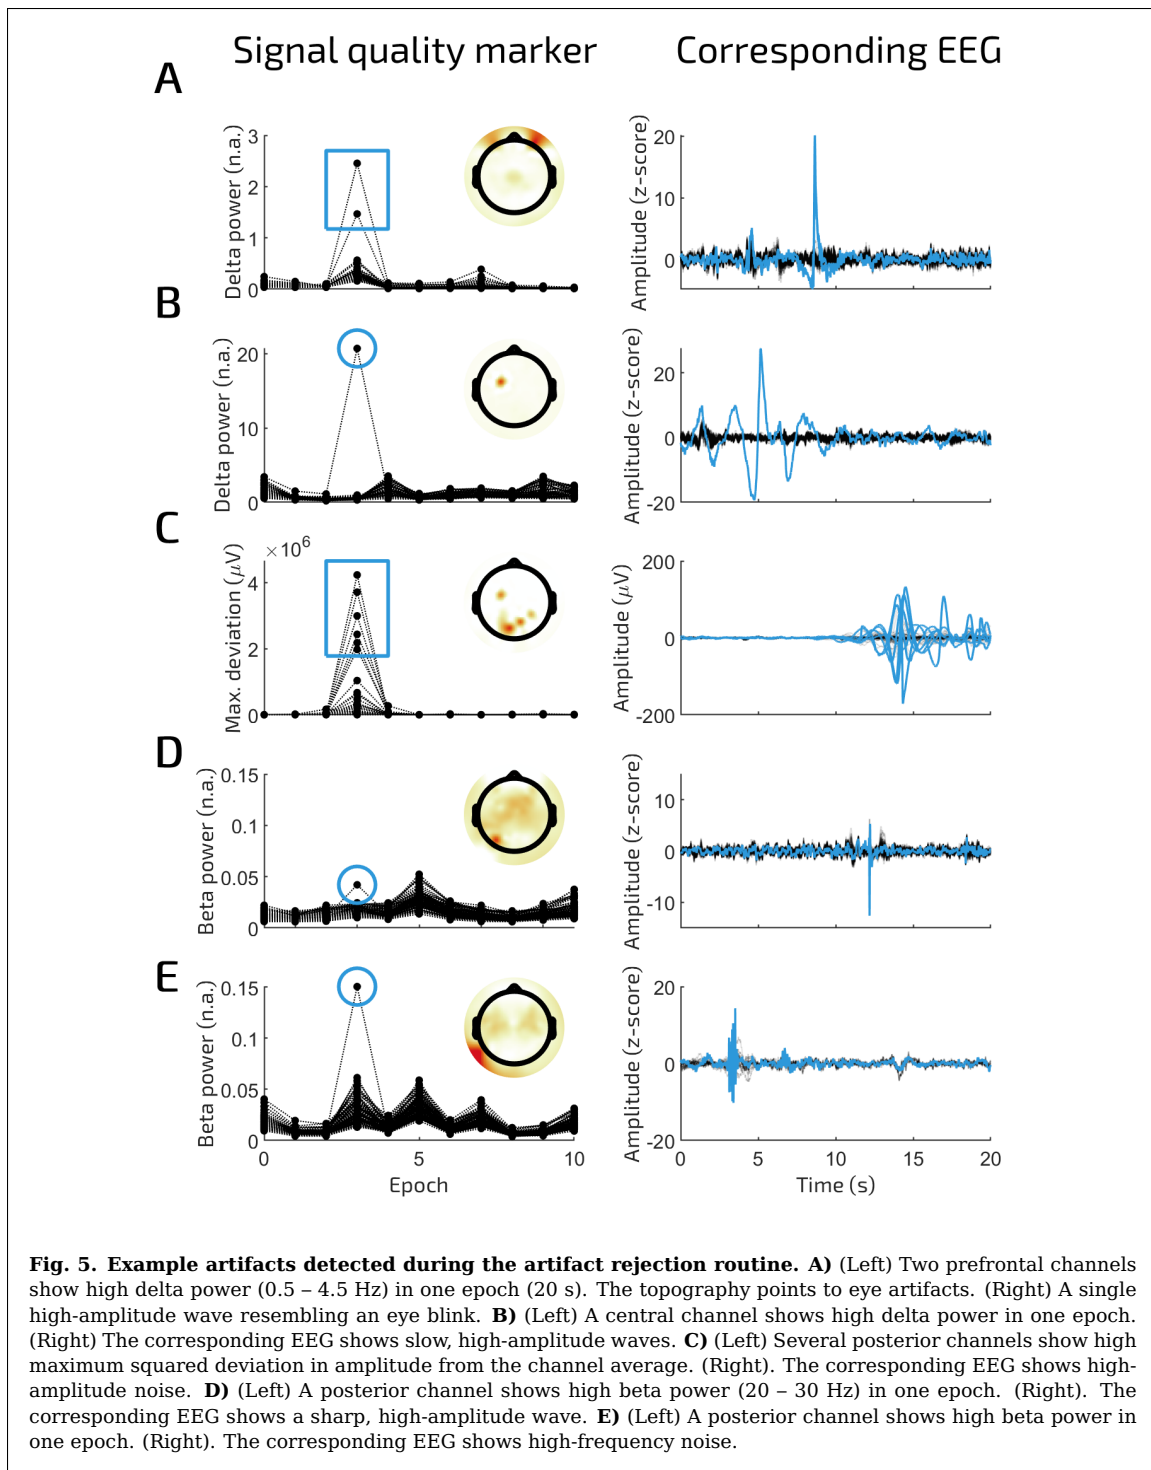 Signal quality marker
Corresponding EEG
A
Delta power (n.a.)
3
2
1
0
Amplitude (z-score)
20
10
0
B
Delta power (n.a.)
20
10
0
Amplitude (z-score)
20
0
-20
C
Max. deviation (μV)
×10⁶
4
2
0
Amplitude (μV)
200
0
-200
D
Beta power (n.a.)
0.15
0.1
0.05
0
Amplitude (z-score)
10
0
-10
E
Beta power (n.a.)
0.15
0.1
0.05
0
0
5
10
Epoch
Amplitude (z-score)
20
0
-20
0
5
10
15
20
Time (s)
Fig. 5. Example artifacts detected during the artifact rejection routine. A) (Left) Two prefrontal channels
show high delta power (0.5 – 4.5 Hz) in one epoch (20 s). The topography points to eye artifacts. (Right) A single
high-amplitude wave resembling an eye blink. B) (Left) A central channel shows high delta power in one epoch.
(Right) The corresponding EEG shows slow, high-amplitude waves. C) (Left) Several posterior channels show high
maximum squared deviation in amplitude from the channel average. (Right). The corresponding EEG shows high-
amplitude noise. D) (Left) A posterior channel shows high beta power (20 – 30 Hz) in one epoch. (Right). The
corresponding EEG shows a sharp, high-amplitude wave. E) (Left) A posterior channel shows high beta power in
one epoch. (Right). The corresponding EEG shows high-frequency noise.